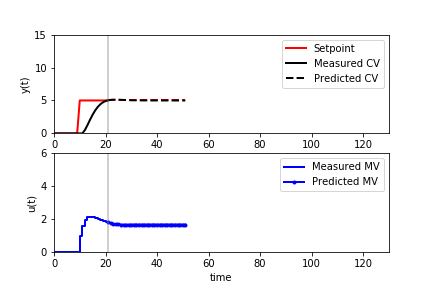 15
10
5
0
y(t)
Setpoint
Measured CV
Predicted CV
0 20 40 60 80 100 120
6
4
2
0
u(t)
Measured MV
Predicted MV
0 20 40 60 80 100 120
time